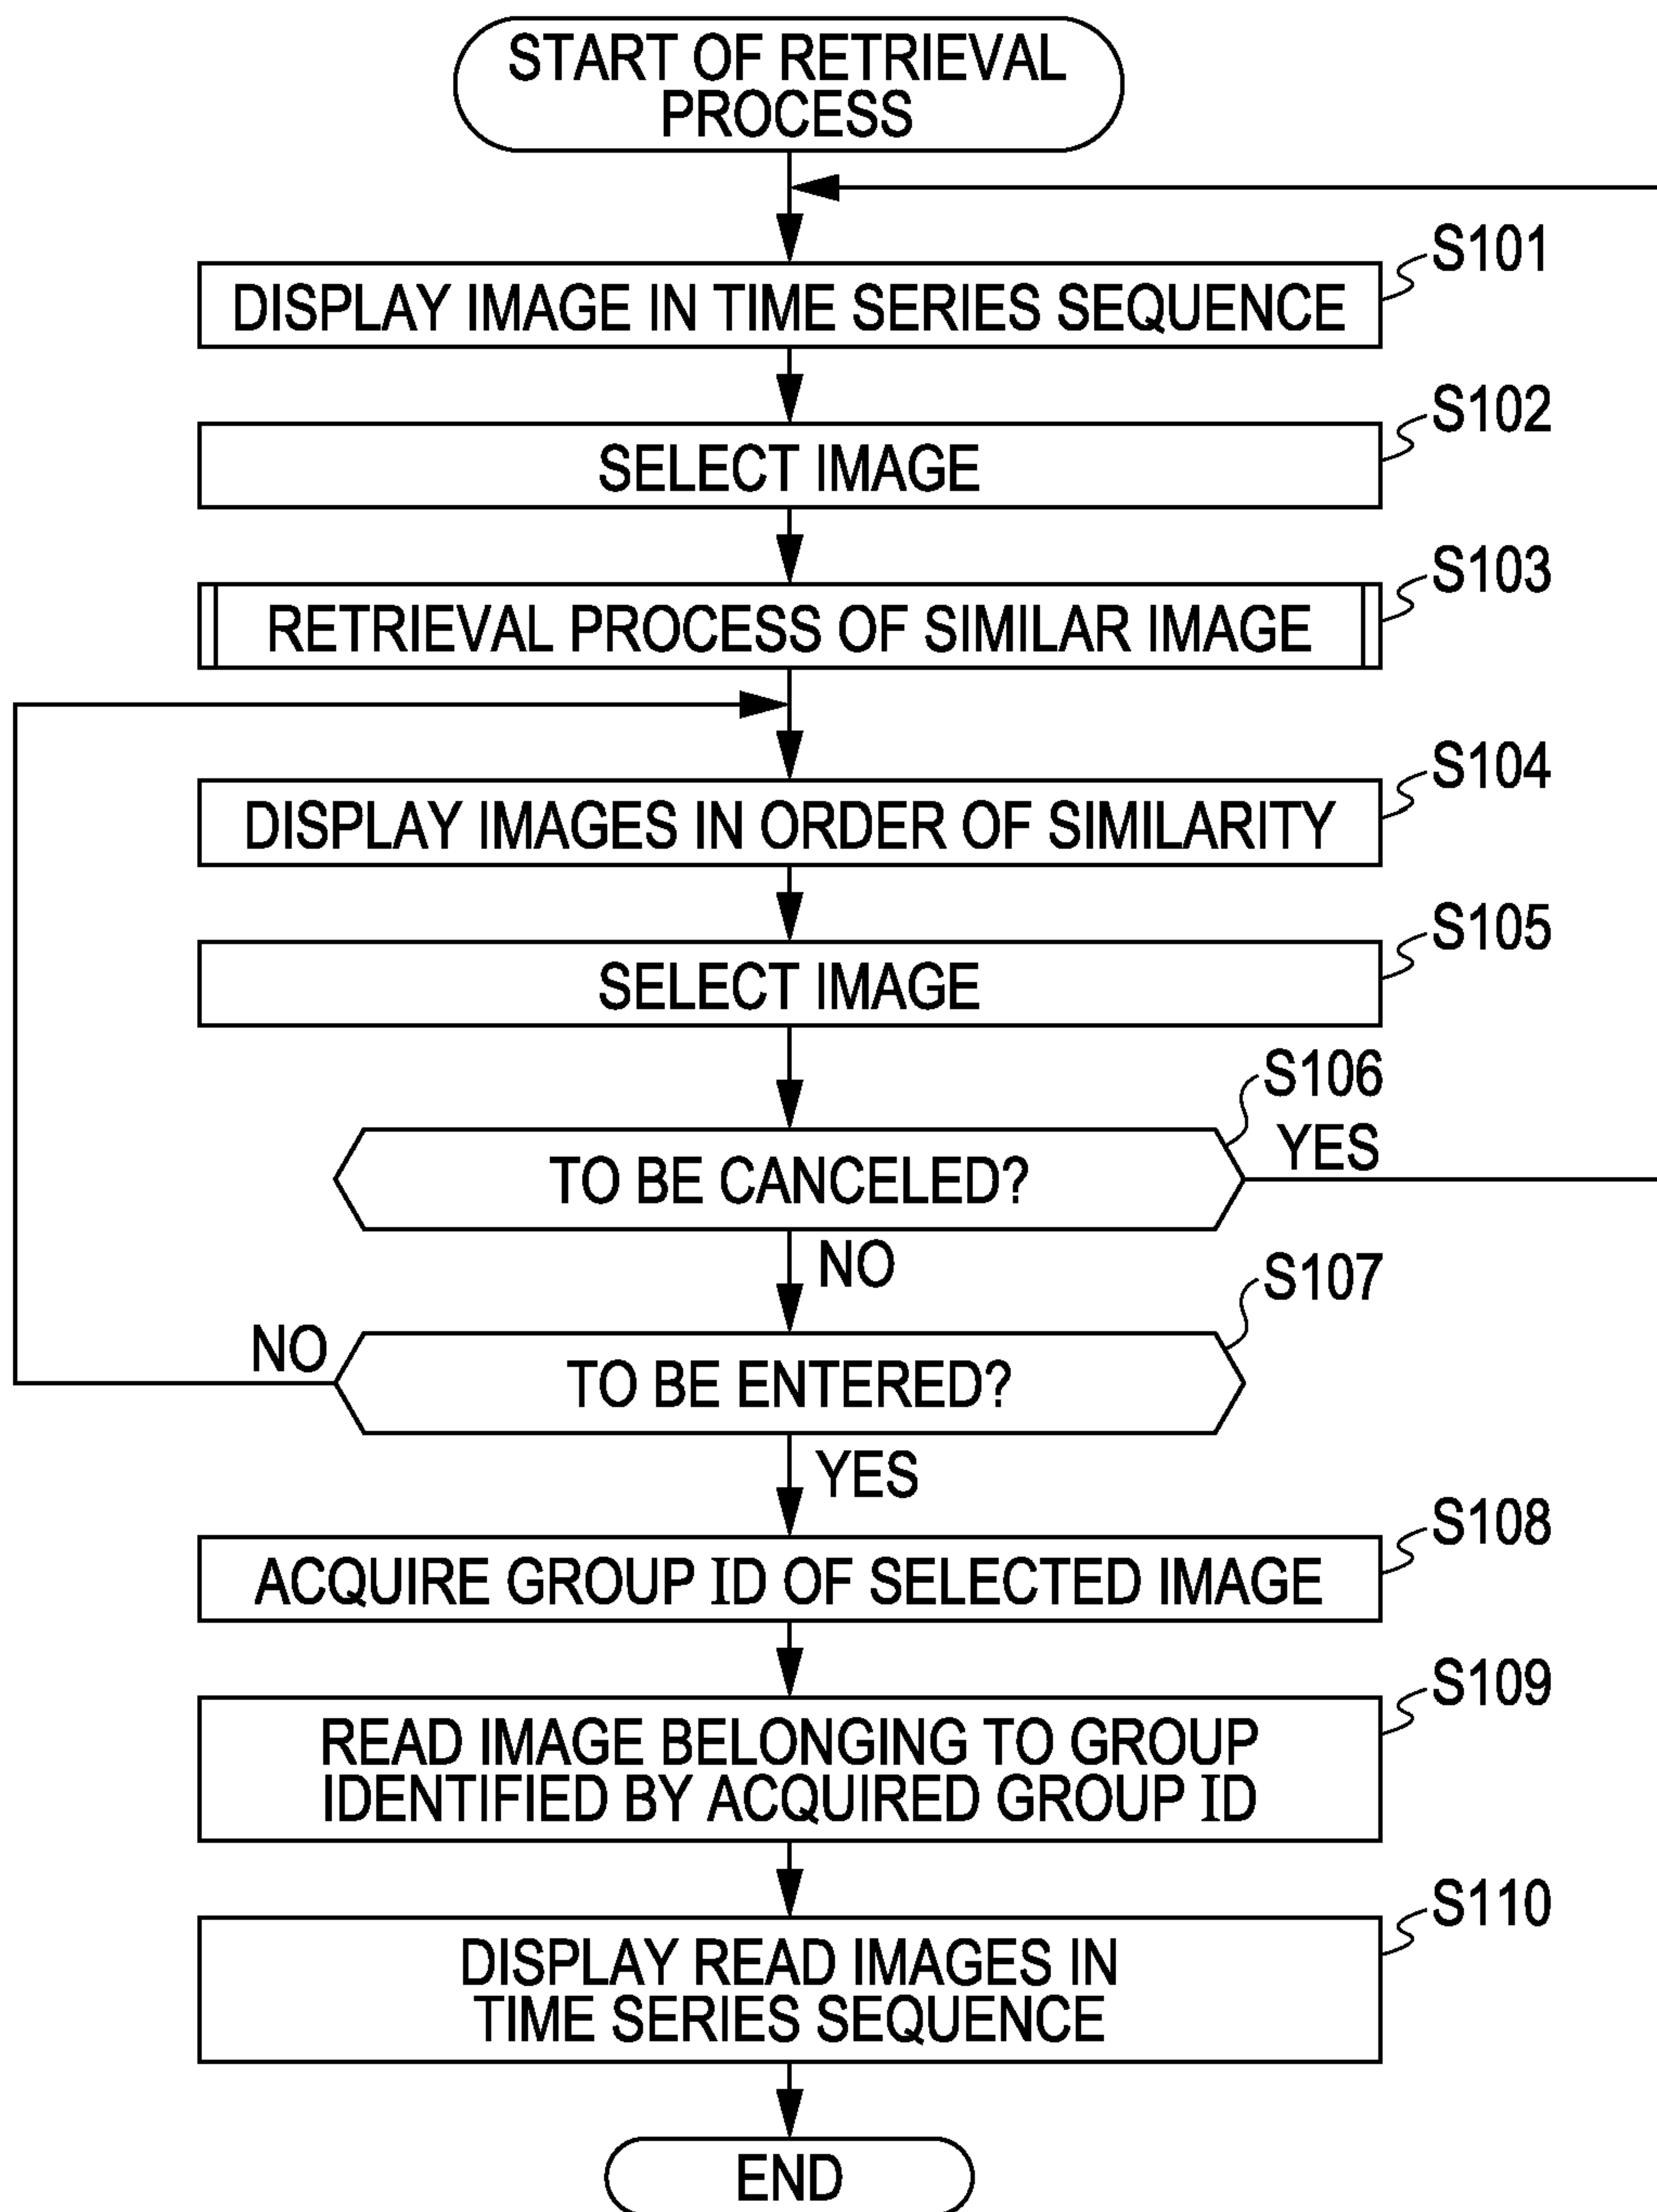 START OF RETRIEVAL
PROCESS
S101
DISPLAY IMAGE IN TIME SERIES SEQUENCE
S102
SELECT IMAGE
S103
RETRIEVAL PROCESS OF SIMILAR IMAGE
S104
DISPLAY IMAGES IN ORDER OF SIMILARITY
S105
SELECT IMAGE
S106
YES
TO BE CANCELED?
NO
S107
NO
TO BE ENTERED?
YES
S108
ACQUIRE GROUP ID OF SELECTED IMAGE
S109
READ IMAGE BELONGING TO GROUP
IDENTIFIED BY ACQUIRED GROUP ID
S110
DISPLAY READ IMAGES IN
TIME SERIES SEQUENCE
END